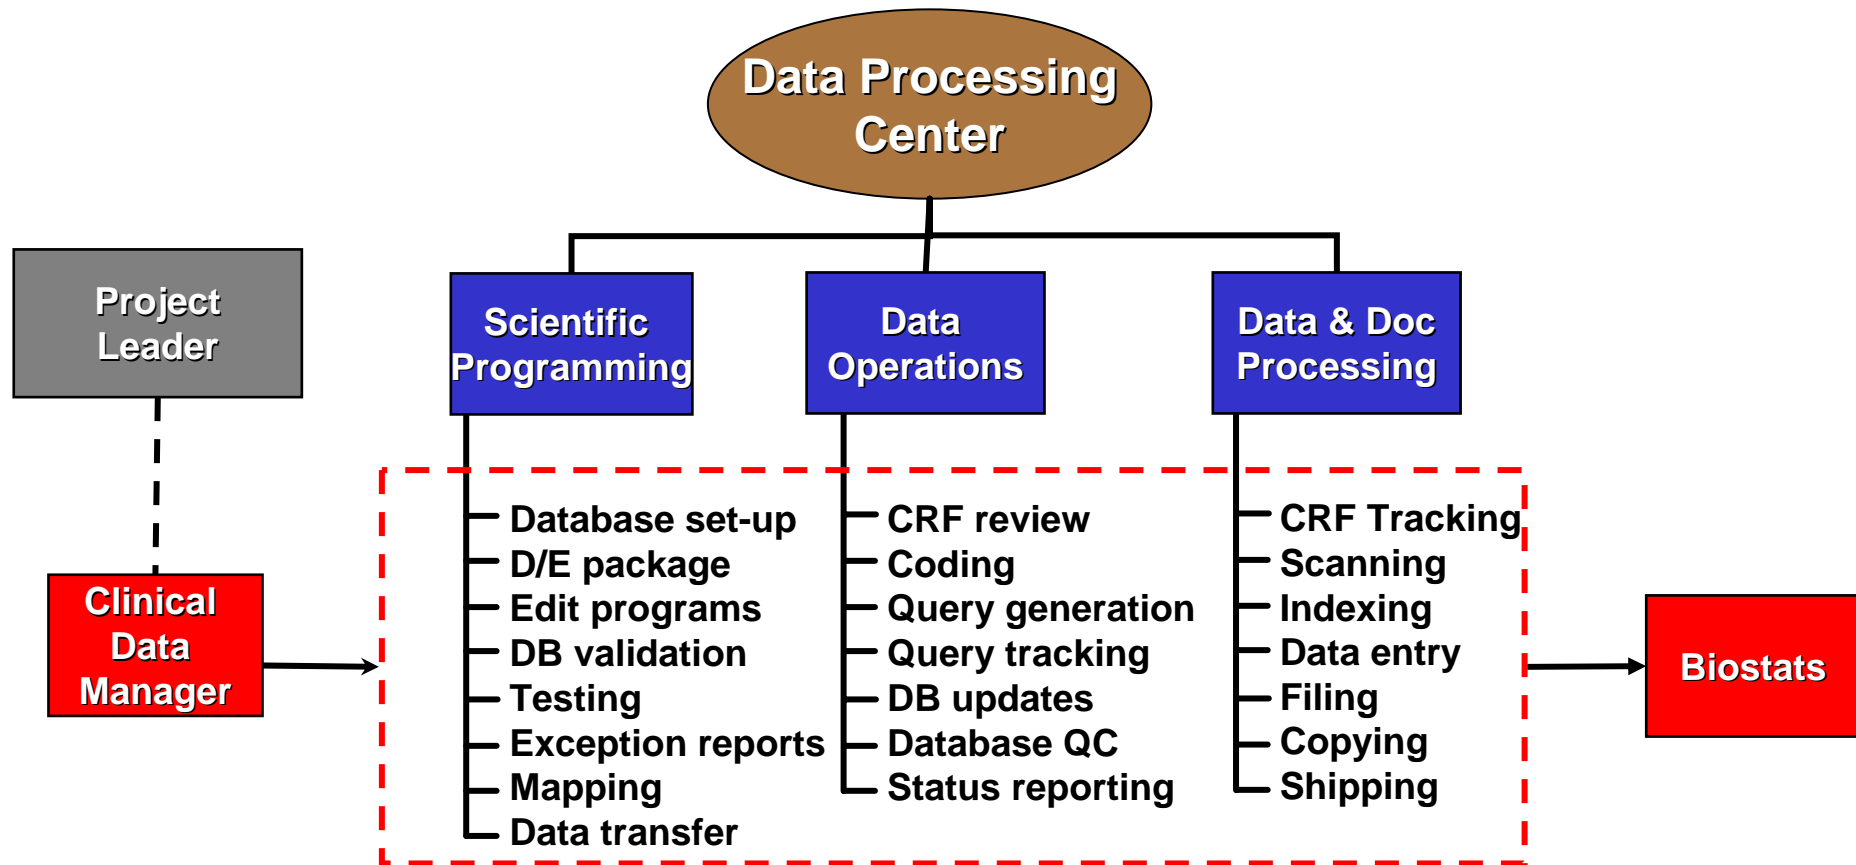 Data Processing
Center
Project
Leader
Scientific
Programming
Data
Operations
Data & Doc
Processing
Clinical
Data
Manager
Database set-up
D/E package
Edit programs
DB validation
Testing
Exception reports
Mapping
Data transfer
CRF review
Coding
Query generation
Query tracking
DB updates
Database QC
Status reporting
CRF Tracking
Scanning
Indexing
Data entry
Filing
Copying
Shipping
Biostats